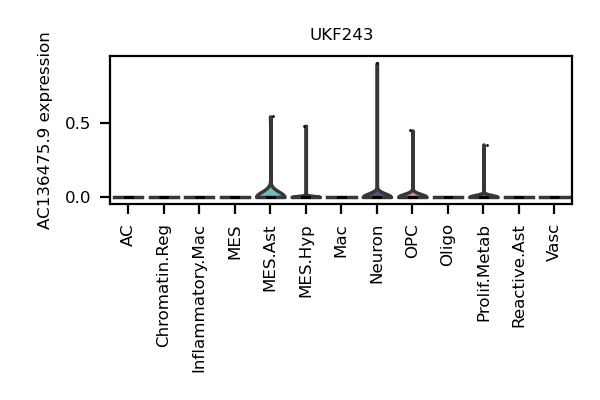 UKF243
AC136475.9 expression
0.5
0.0
AC
Chromatin.Reg
Inflammatory.Mac
MES
MES.Ast
MES.Hyp
Mac
Neuron
OPC
Oligo
Prolif.Metab
Reactive.Ast
Vasc